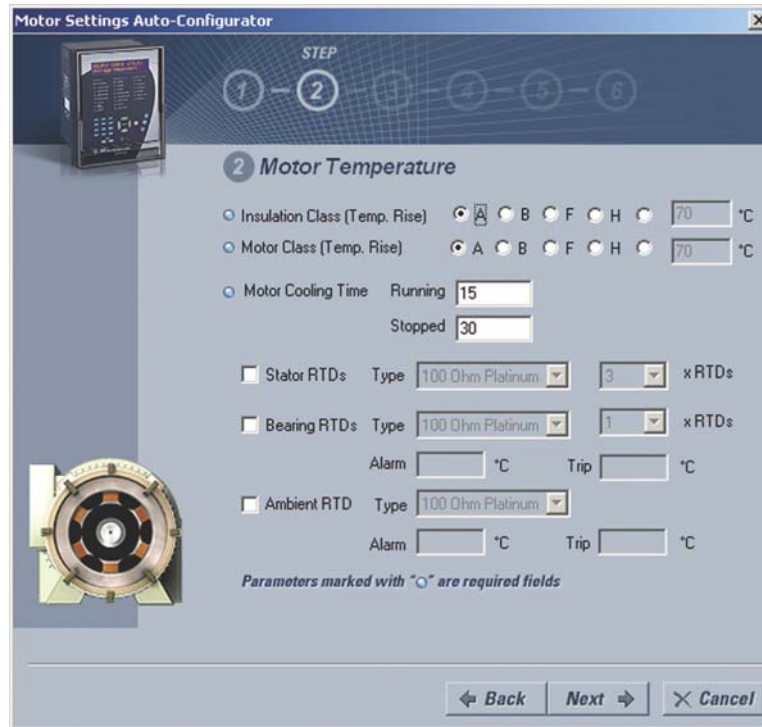 Motor Settings Auto-Configurator
STEP
1 2 3 4 5 6
2 Motor Temperature
Insulation Class (Temp. Rise) A B F H 70 °C
Motor Class (Temp. Rise) A B F H 70 °C
Motor Cooling Time Running 15
Stopped 30
Stator RTDs Type 100 Ohm Platinum 3 x RTDs
Bearing RTDs Type 100 Ohm Platinum 1 x RTDs
Alarm °C Trip °C
Ambient RTD Type 100 Ohm Platinum
Alarm °C Trip °C
Parameters marked with "o" are required fields
Back Next Cancel